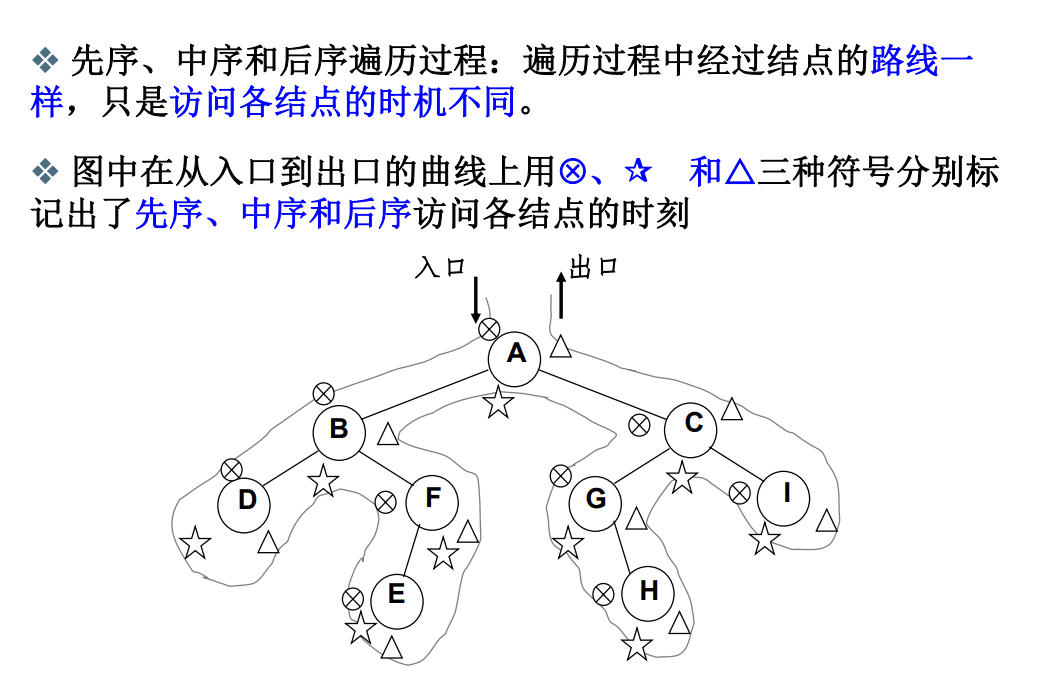 ❖ 先序、中序和后序遍历过程：遍历过程中经过结点的路线一
样，只是访问各结点的时机不同。
❖ 图中在从入口到出口的曲线上用⊗、☆ 和△三种符号分别标
记出了先序、中序和后序访问各结点的时刻
入口 出口
A
B C
D F G I
E H